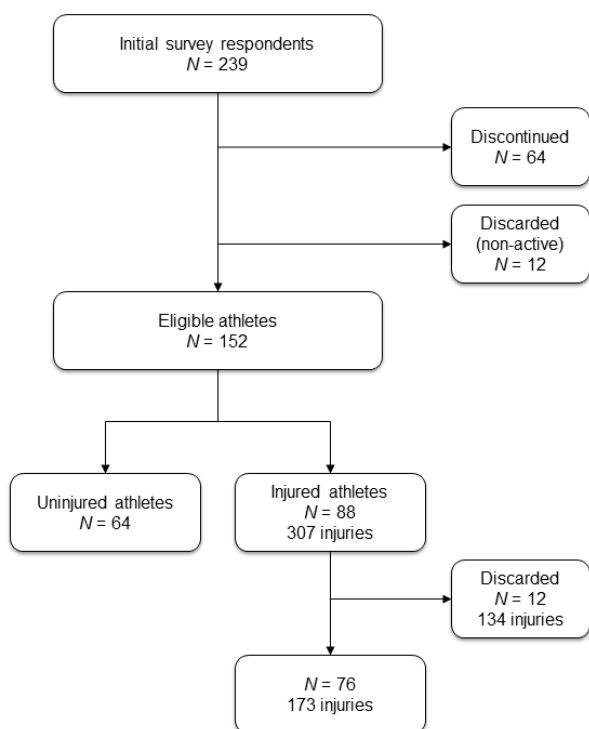 Initial survey respondents
N = 239
Discontinued
N = 64
Discarded
(non-active)
N = 12
Eligible athletes
N = 152
Uninjured athletes
N = 64
Injured athletes
N = 88
307 injuries
Discarded
N = 12
134 injuries
N = 76
173 injuries